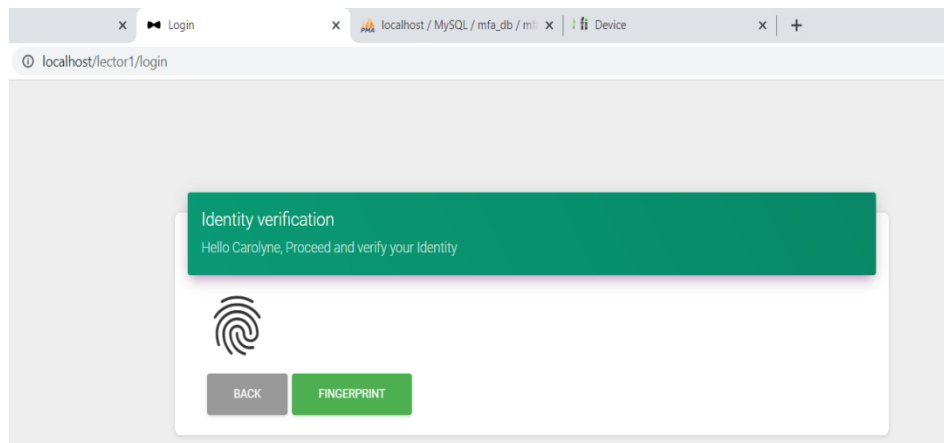 Login
localhost / MySQL / mfa_db / mf
Device
localhost/lector1/login
Identity verification
Hello Carolyne, Proceed and verify your Identity
BACK
FINGERPRINT